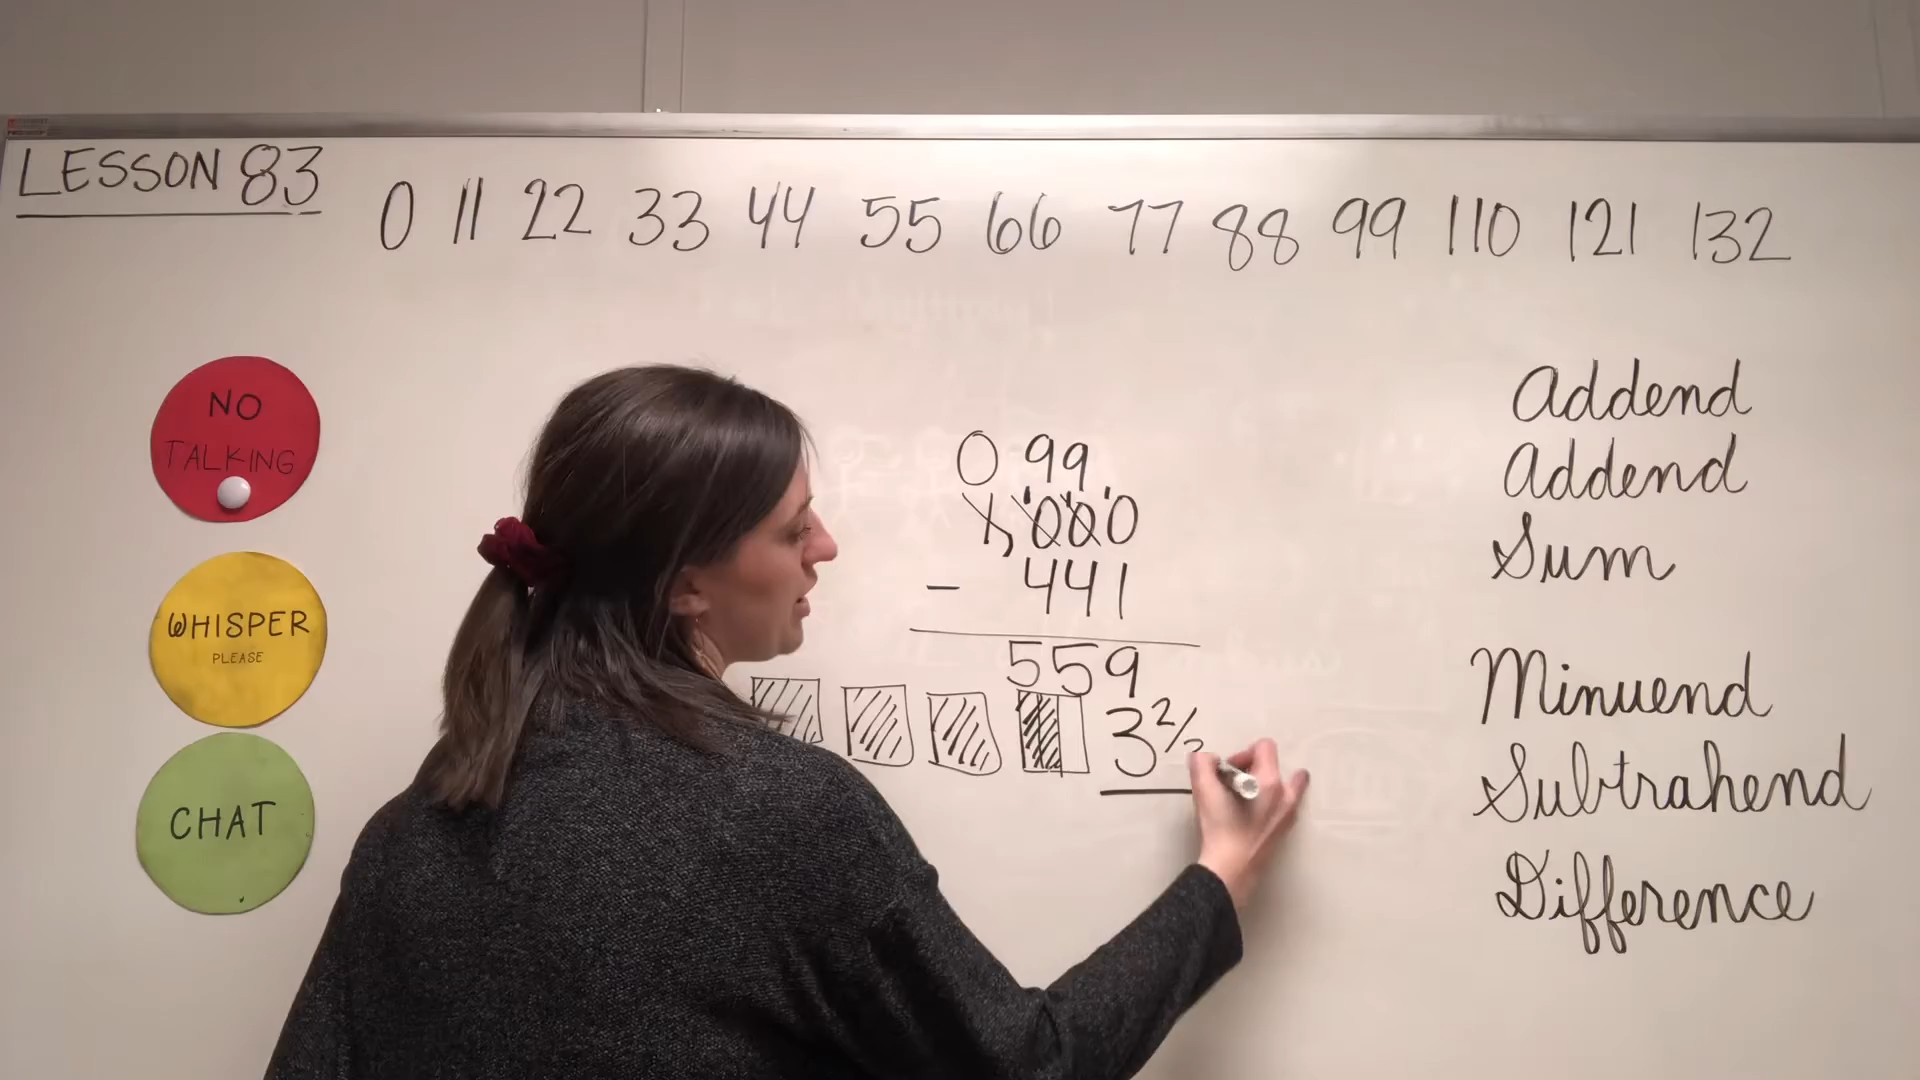 LESSON 83
0 11 22 33 44 55 66 77 88 99 110 121 132
NO
TALKING
WHISPER
PLEASE
CHAT
0 99
1,000
- 441
559
3 2/3
Addend
Addend
Sum
Minuend
Subtrahend
Difference